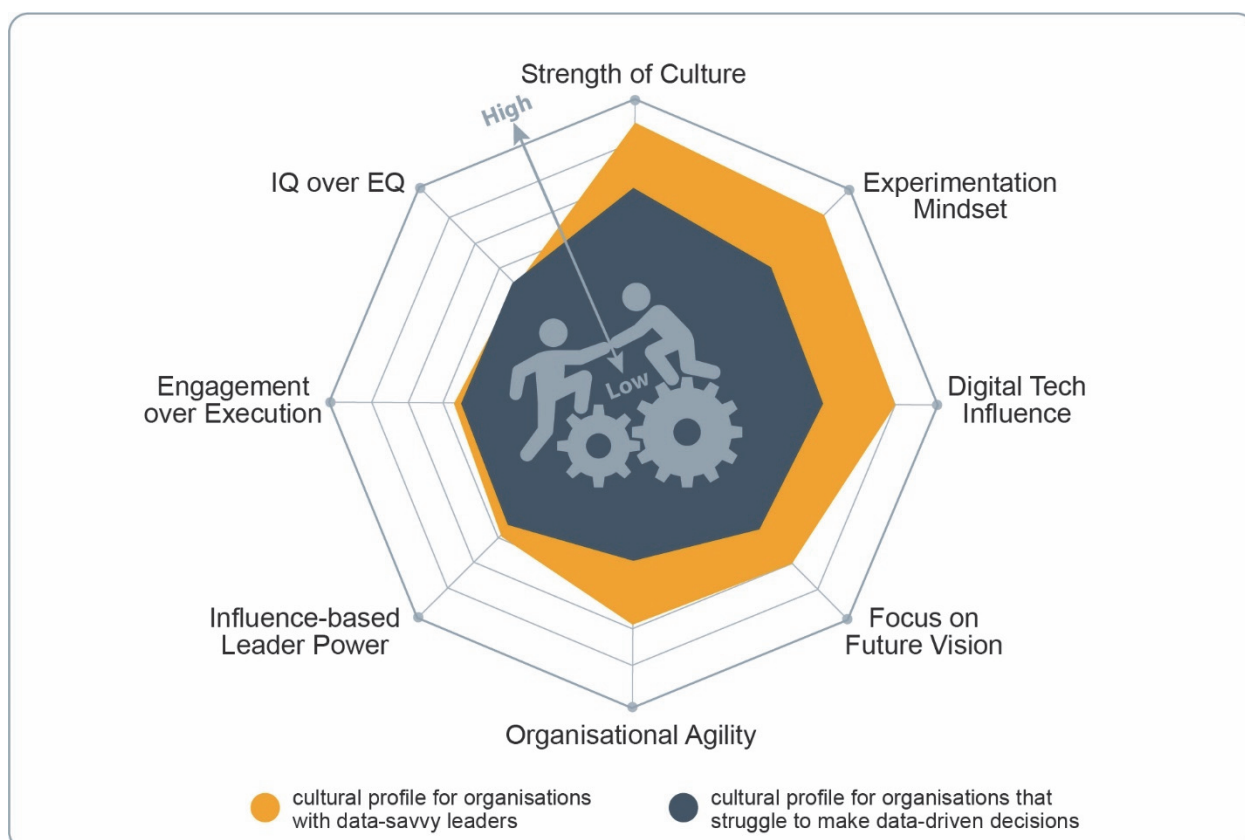 Strength of Culture
High
IQ over EQ
Experimentation
Mindset
Engagement
over Execution
Low
Digital Tech
Influence
Influence-based
Leader Power
Focus on
Future Vision
Organisational Agility
cultural profile for organisations
with data-savvy leaders
cultural profile for organisations that
struggle to make data-driven decisions